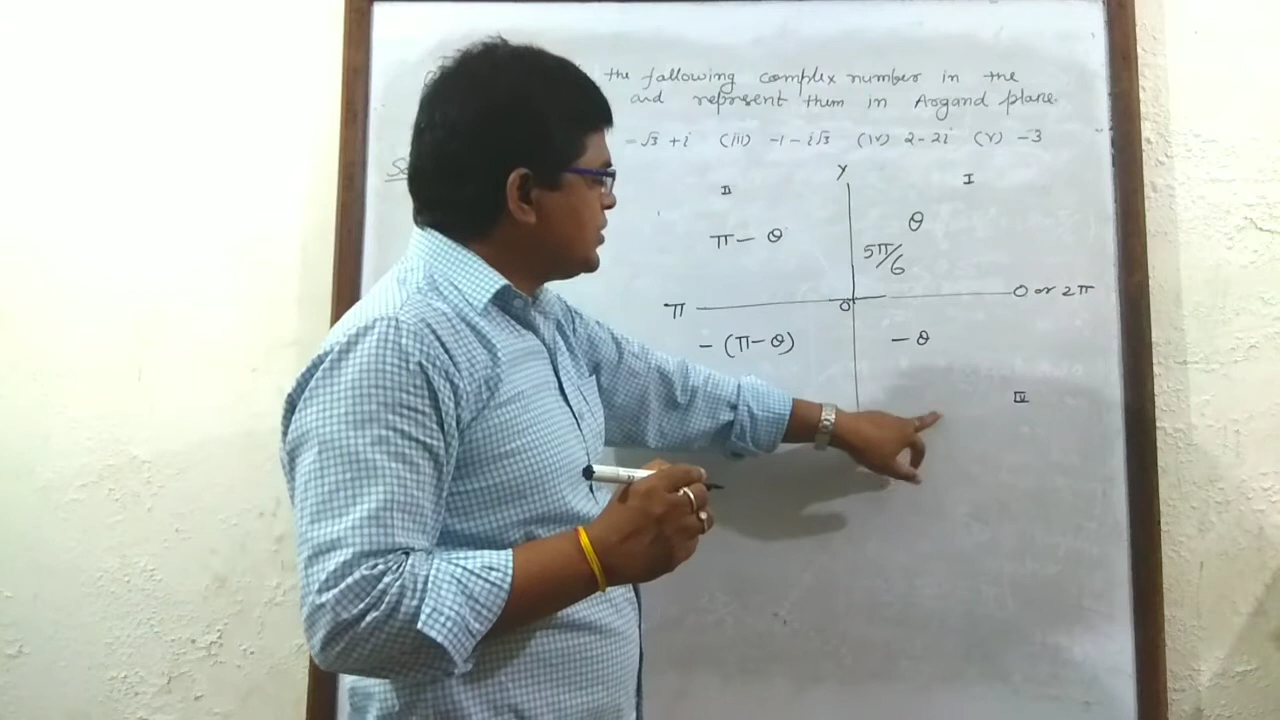 the fallowing complex number in the
and represent them in Argand plane.
-√3 + i (iii) -1 - i√3 (iv) 2 - 2i (v) -3
Y
II I
π - θ θ
5π/6
π 0 0 or 2π
- (π - θ) - θ
IV